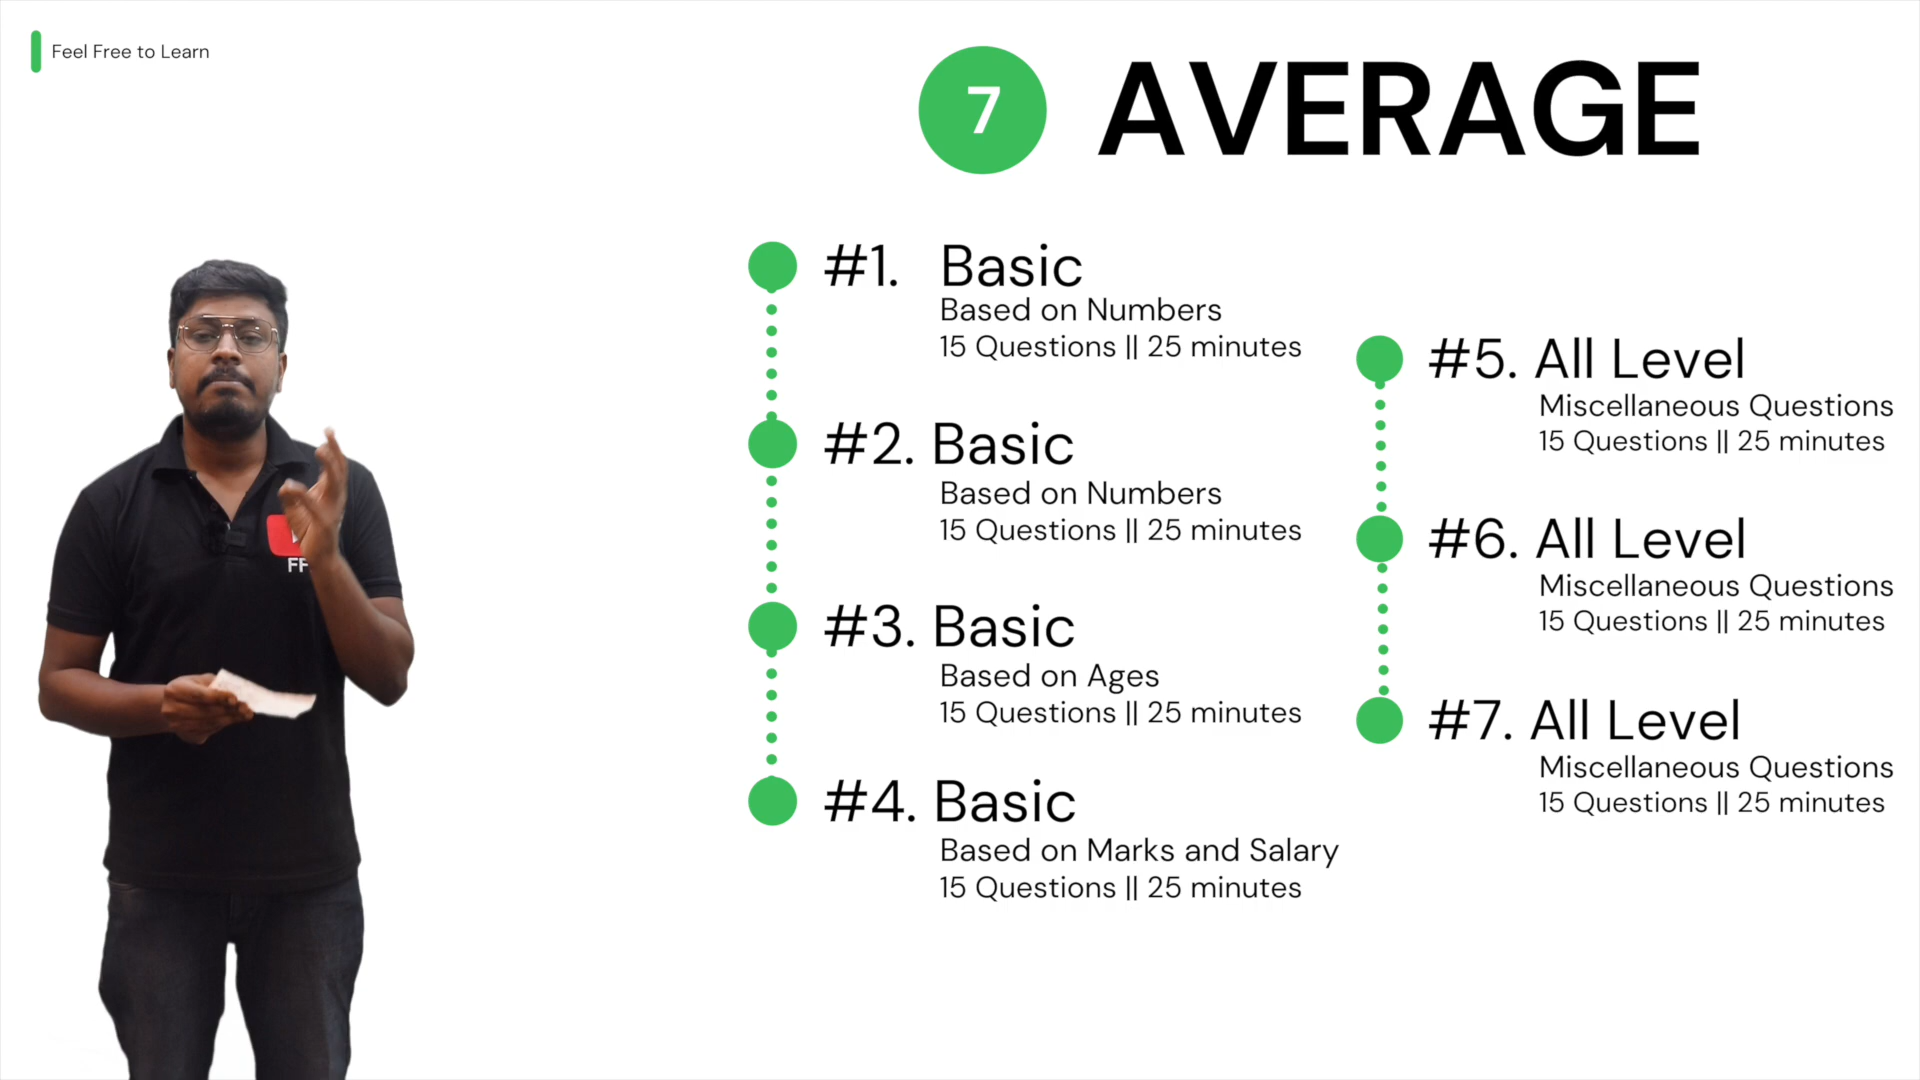 Feel Free to Learn
7 AVERAGE
#1. Basic
Based on Numbers
15 Questions || 25 minutes
#2. Basic
Based on Numbers
15 Questions || 25 minutes
#3. Basic
Based on Ages
15 Questions || 25 minutes
#4. Basic
Based on Marks and Salary
15 Questions || 25 minutes
#5. All Level
Miscellaneous Questions
15 Questions || 25 minutes
#6. All Level
Miscellaneous Questions
15 Questions || 25 minutes
#7. All Level
Miscellaneous Questions
15 Questions || 25 minutes